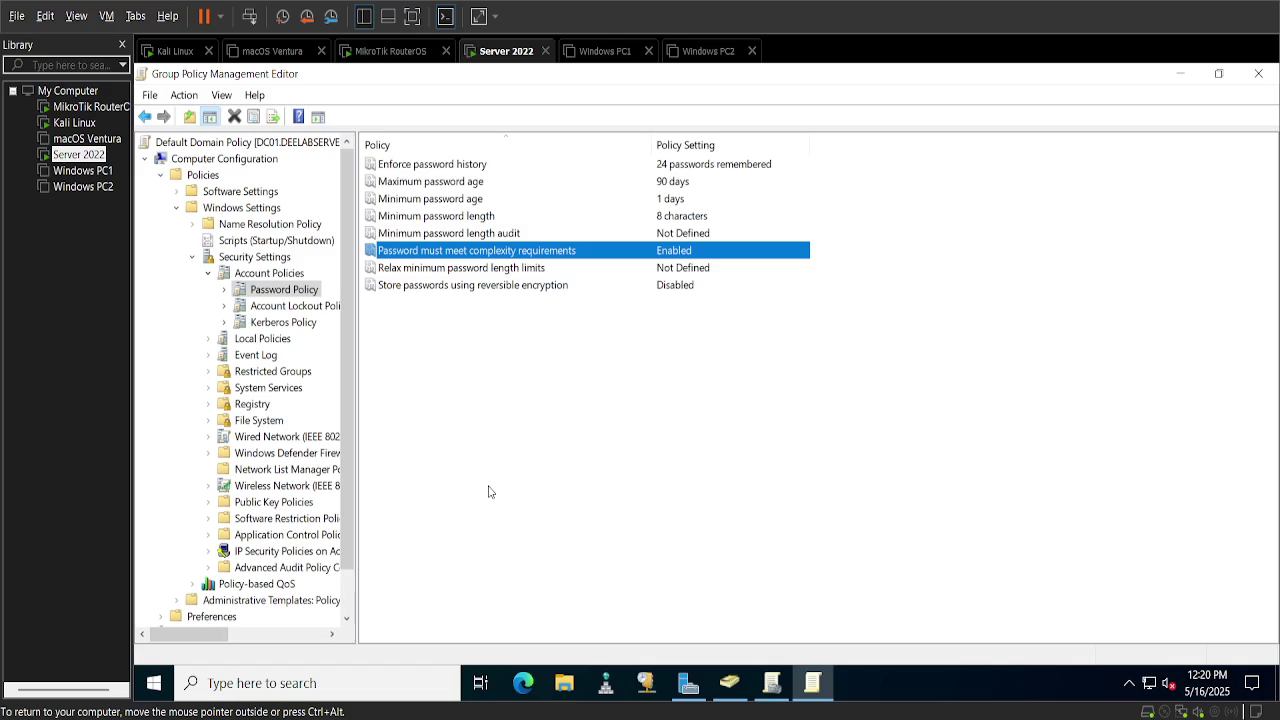 File Edit View VM Tabs Help
Library
Type here to sea...
My Computer
MikroTik RouterC
Kali Linux
macOS Ventura
Server 2022
Windows PC1
Windows PC2
Kali Linux
macOS Ventura
MikroTik RouterOS
Server 2022
Windows PC1
Windows PC2
Group Policy Management Editor
File Action View Help
Default Domain Policy [DC01.DEELABSERVE
Computer Configuration
Policies
Software Settings
Windows Settings
Name Resolution Policy
Scripts (Startup/Shutdown)
Security Settings
Account Policies
Password Policy
Account Lockout Poli
Kerberos Policy
Local Policies
Event Log
Restricted Groups
System Services
Registry
File System
Wired Network (IEEE 802
Windows Defender Firew
Network List Manager Po
Wireless Network (IEEE 8
Public Key Policies
Software Restriction Poli
Application Control Polic
IP Security Policies on Ac
Advanced Audit Policy C
Policy-based QoS
Administrative Templates: Policy
Preferences
Policy Policy Setting
Enforce password history 24 passwords remembered
Maximum password age 90 days
Minimum password age 1 days
Minimum password length 8 characters
Minimum password length audit Not Defined
Password must meet complexity requirements Enabled
Relax minimum password length limits Not Defined
Store passwords using reversible encryption Disabled
Type here to search
12:20 PM
5/16/2025
To return to your computer, move the mouse pointer outside or press Ctrl+Alt.